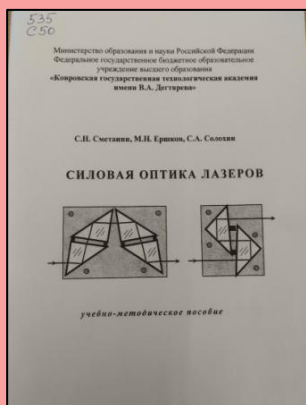 535
С50
Министерство образования и науки Российской Федерации
Федеральное государственное бюджетное образовательное
учреждение высшего образования
«Ковровская государственная технологическая академия
имени В.А. Дегтярева»
С.Н. Сметанин, М.Н. Ершков, С.А. Солохин
СИЛОВАЯ ОПТИКА ЛАЗЕРОВ
учебно-методическое пособие